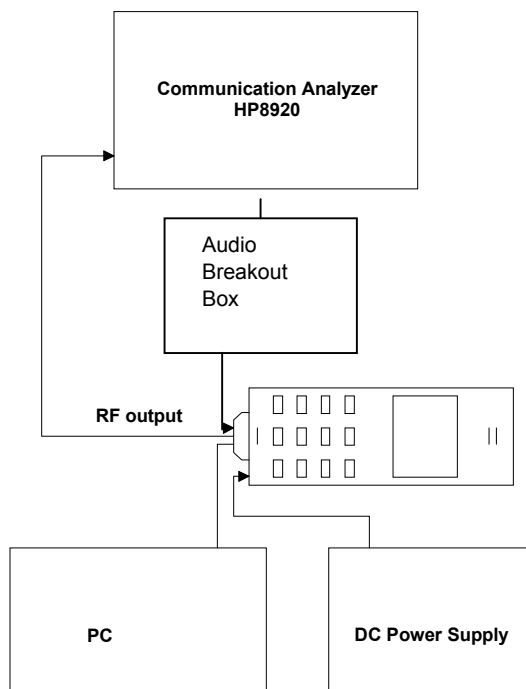 Communication Analyzer
HP8920
Audio
Breakout
Box
RF output
PC
DC Power Supply